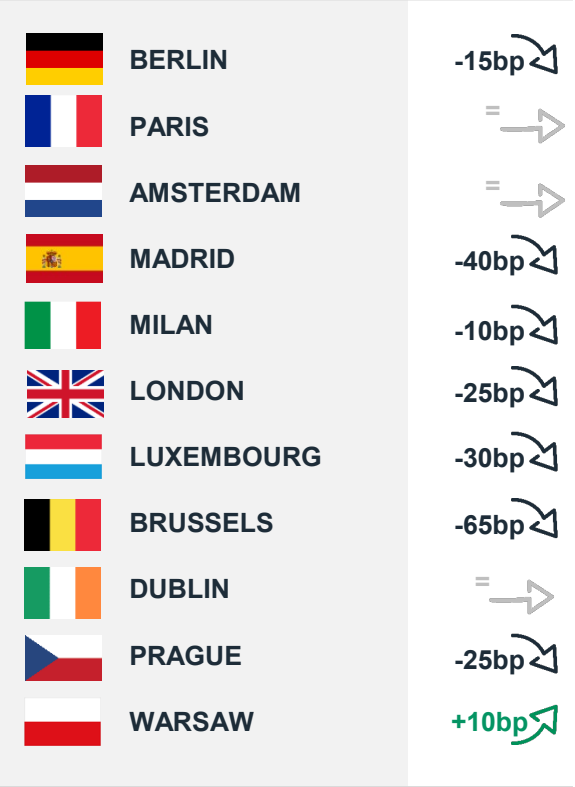 BERLIN -15bp
PARIS =
AMSTERDAM =
MADRID -40bp
MILAN -10bp
LONDON -25bp
LUXEMBOURG -30bp
BRUSSELS -65bp
DUBLIN =
PRAGUE -25bp
WARSAW +10bp